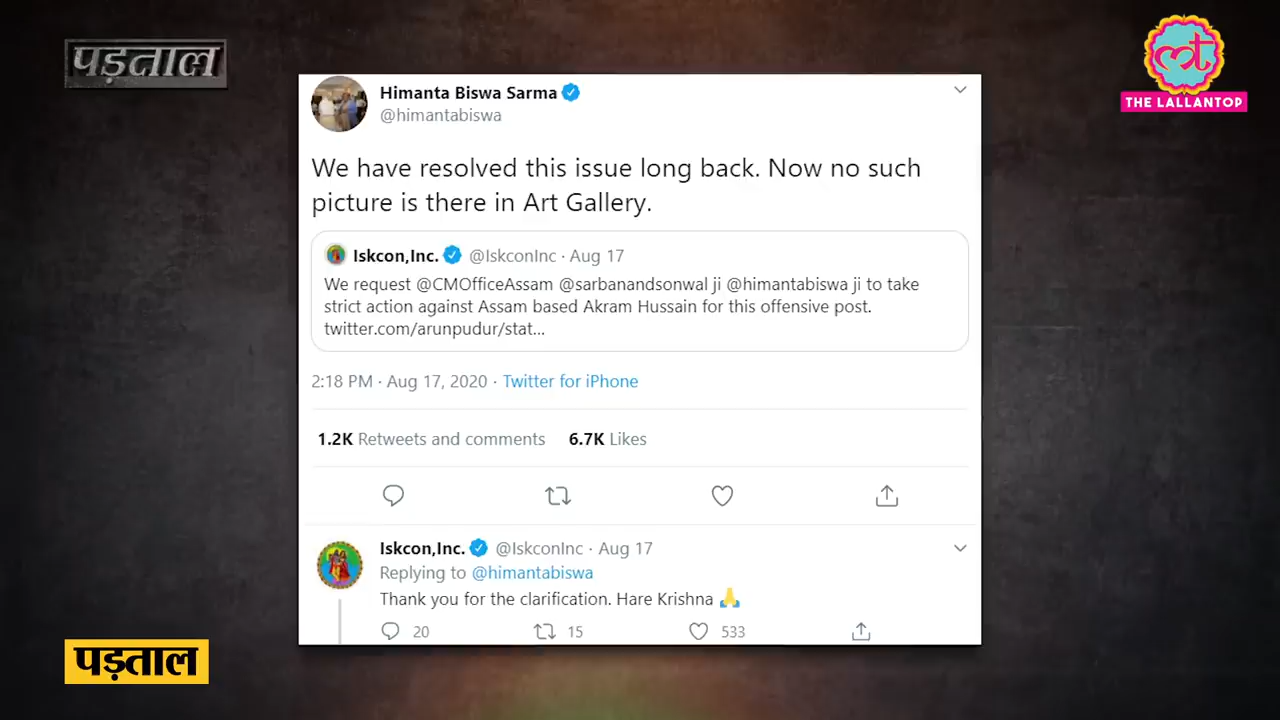 पड़ताल
लт
THE LALLANTOP
Himanta Biswa Sarma
@himantabiswa
We have resolved this issue long back. Now no such
picture is there in Art Gallery.
Iskcon,Inc. @IskconInc · Aug 17
We request @CMOfficeAssam @sarbanandsonwal ji @himantabiswa ji to take
strict action against Assam based Akram Hussain for this offensive post.
twitter.com/arunpudur/stat...
2:18 PM · Aug 17, 2020 · Twitter for iPhone
1.2K Retweets and comments 6.7K Likes
Iskcon,Inc. @IskconInc · Aug 17
Replying to @himantabiswa
Thank you for the clarification. Hare Krishna 🙏
20 15 533
पड़ताल